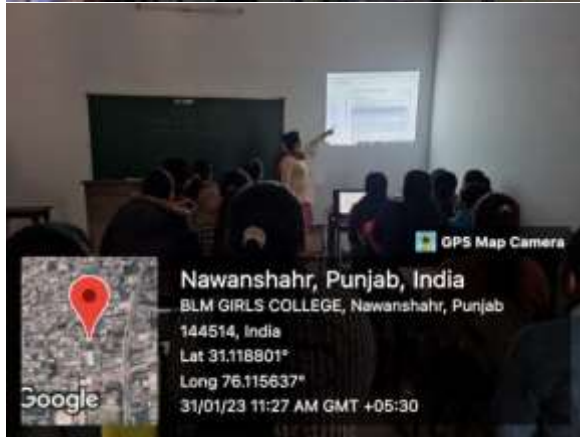 GPS Map Camera
Nawanshahr, Punjab, India
BLM GIRLS COLLEGE, Nawanshahr, Punjab
144514, India
Lat 31.118801°
Long 76.115637°
31/01/23 11:27 AM GMT +05:30
Google